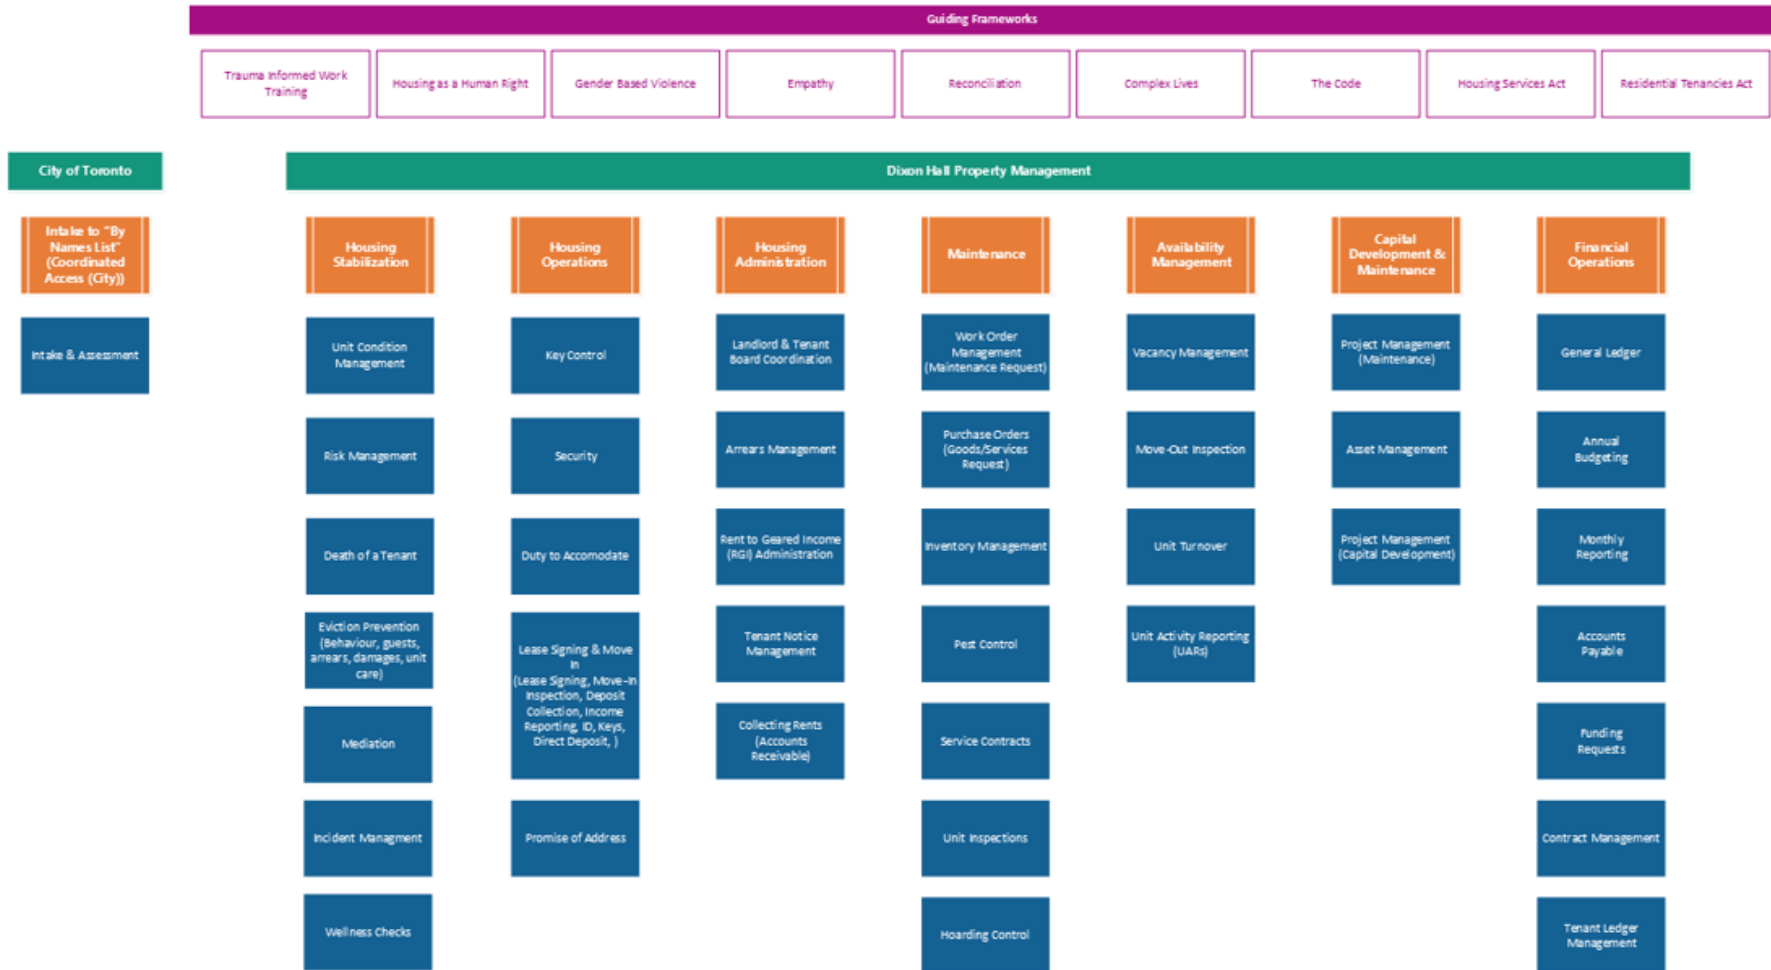 Guiding Frameworks
Trauma Informed Work
Training
Housing as a Human Right
Gender Based Violence
Empathy
Reconciliation
Complex Lives
The Code
Housing Services Act
Residential Tenancies Act
City of Toronto
Dixon Hall Property Management
Intake to "By
Names List"
(Coordinated
Access (City))
Intake & Assessment
Housing
Stabilization
Unit Condition
Management
Risk Management
Death of a Tenant
Eviction Prevention
(Behaviour, guests,
arrears, damages, unit
care)
Mediation
Incident Managment
Wellness Checks
Housing
Operations
Key Control
Security
Duty to Accomodate
Lease Signing & Move
In
(Lease Signing, Move-In
Inspection, Deposit
Collection, Income
Reporting, ID, Keys,
Direct Deposit, )
Promise of Address
Housing
Administration
Landlord & Tenant
Board Coordination
Arrears Management
Rent to Geared Income
(RGI) Administration
Tenant Notice
Management
Collecting Rents
(Accounts
Receivable)
Maintenance
Work Order
Management
(Maintenance Request)
Purchase Orders
(Goods/Services
Request)
Inventory Management
Pest Control
Service Contracts
Unit Inspections
Hoarding Control
Availability
Management
Vacancy Management
Move-Out Inspection
Unit Turnover
Unit Activity Reporting
(UARs)
Capital
Development &
Maintenance
Project Management
(Maintenance)
Asset Management
Project Management
(Capital Development)
Financial
Operations
General Ledger
Annual
Budgeting
Monthly
Reporting
Accounts
Payable
Funding
Requests
Contract Management
Tenant Ledger
Management